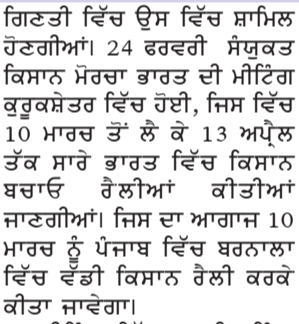 ਗਿਣਤੀ ਵਿੱਚ ਉਸ ਵਿੱਚ ਸ਼ਾਮਿਲ
ਹੋਣਗੀਆਂ। 24 ਫਰਵਰੀ ਸੰਯੁਕਤ
ਕਿਸਾਨ ਮੋਰਚਾ ਭਾਰਤ ਦੀ ਮੀਟਿੰਗ
ਕੁਰੂਕਸ਼ੇਤਰ ਵਿੱਚ ਹੋਈ, ਜਿਸ ਵਿੱਚ
10 ਮਾਰਚ ਤੋਂ ਲੈ ਕੇ 13 ਅਪ੍ਰੈਲ
ਤੱਕ ਸਾਰੇ ਭਾਰਤ ਵਿੱਚ ਕਿਸਾਨ
ਬਚਾਓ ਰੈਲੀਆਂ ਕੀਤੀਆਂ
ਜਾਣਗੀਆਂ। ਜਿਸ ਦਾ ਆਗਾਜ 10
ਮਾਰਚ ਨੂੰ ਪੰਜਾਬ ਵਿੱਚ ਬਰਨਾਲਾ
ਵਿੱਚ ਵੱਡੀ ਕਿਸਾਨ ਰੈਲੀ ਕਰਕੇ
ਕੀਤਾ ਜਾਵੇਗਾ।